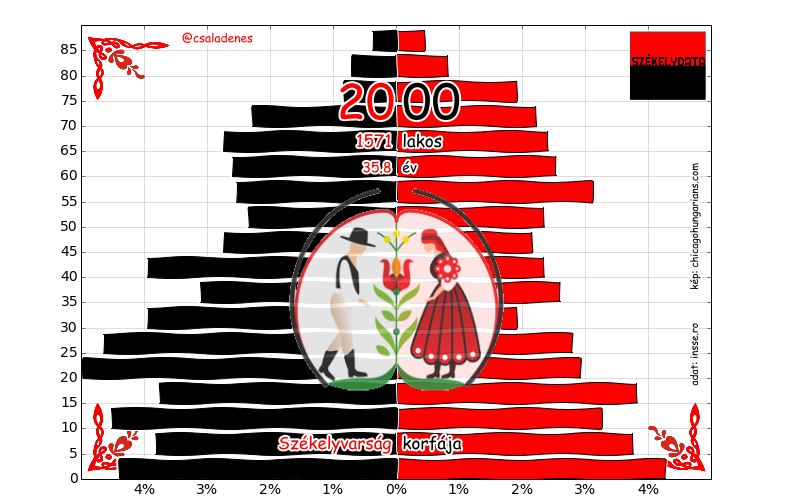 @csaladenes
SZÉKELYDATA
2000
1571 lakos
35.8 év
kép: chicagohungarians.com
adat: insse.ro
Székelyvarság korfája
85
80
75
70
65
60
55
50
45
40
35
30
25
20
15
10
5
0
4% 3% 2% 1% 0% 1% 2% 3% 4%